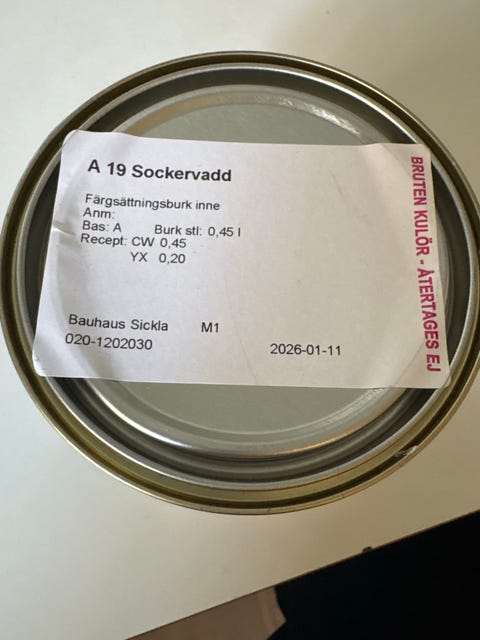 A 19 Sockervadd
Färgsättningsburk inne
Anm:
Bas: A Burk stl: 0,45 l
Recept: CW 0,45
YX 0,20
Bauhaus Sickla M1
020-1202030 2026-01-11
BRUTEN KULÖR - ÅTERTAGES EJ